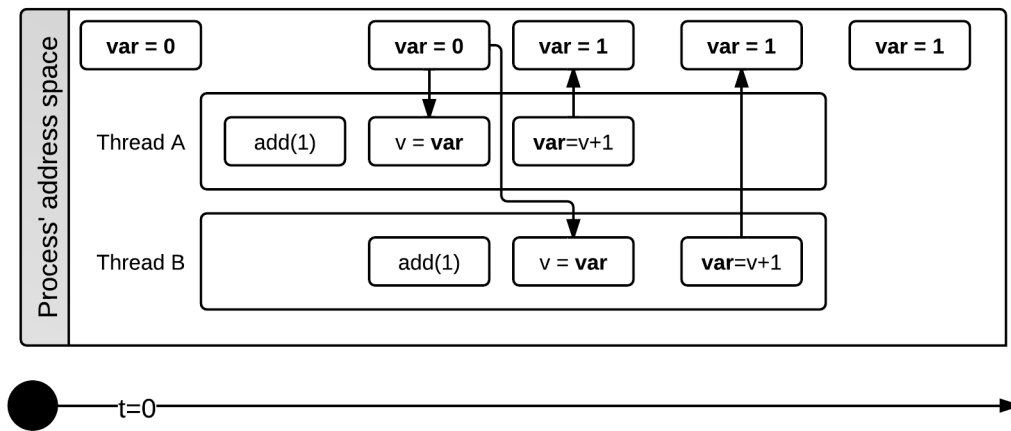 Process' address space
var = 0
var = 0
var = 1
var = 1
var = 1
Thread A
add(1)
v = var
var=v+1
Thread B
add(1)
v = var
var=v+1
t=0